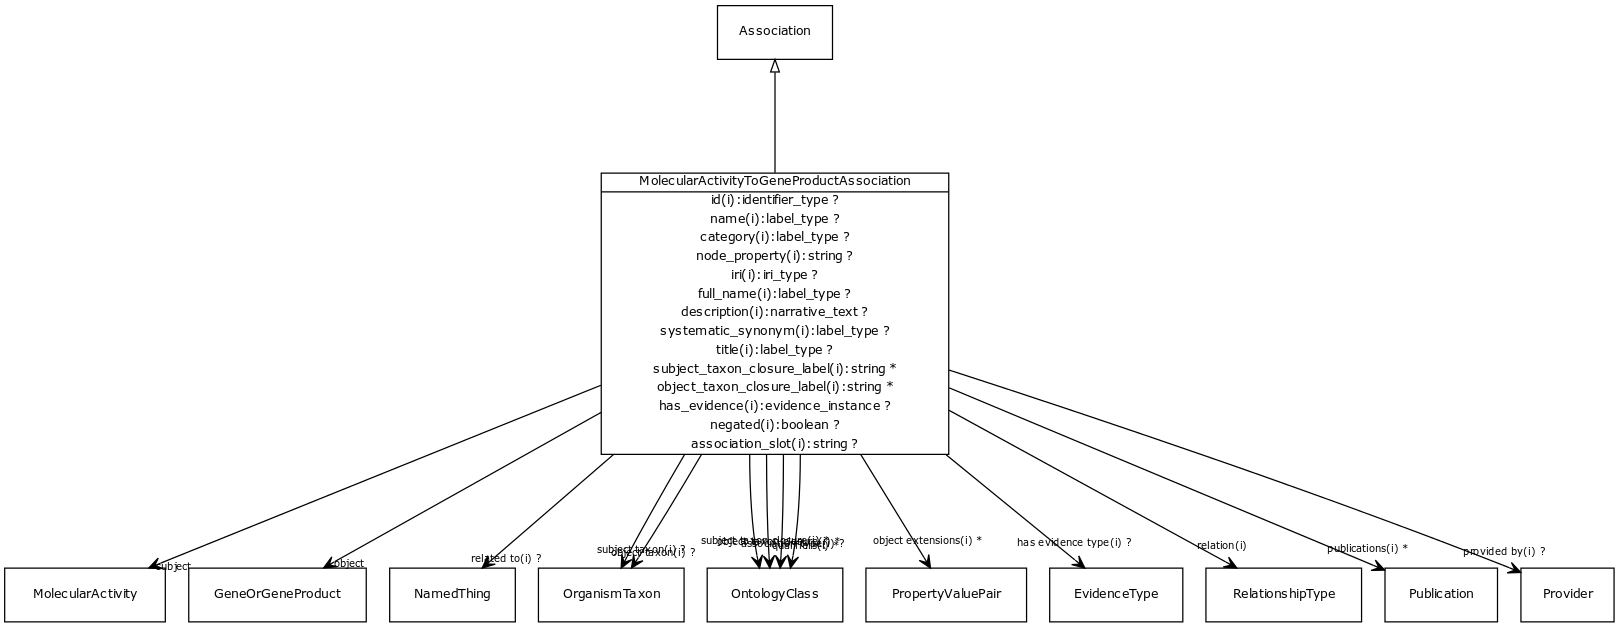 Association
MolecularActivityToGeneProductAssociation
id(i):identifier_type ?
name(i):label_type ?
category(i):label_type ?
node_property(i):string ?
iri(i):iri_type ?
full_name(i):label_type ?
description(i):narrative_text ?
systematic_synonym(i):label_type ?
title(i):label_type ?
subject_taxon_closure_label(i):string *
object_taxon_closure_label(i):string *
has_evidence(i):evidence_instance ?
negated(i):boolean ?
association_slot(i):string ?
subject
object
related to(i) ?
subject taxon(i) ?
object taxon(i) ?
subject taxon closure(i) *
object extensions(i) *
has evidence type(i) ?
relation(i)
publications(i) *
provided by(i) ?
MolecularActivity
GeneOrGeneProduct
NamedThing
OrganismTaxon
OntologyClass
PropertyValuePair
EvidenceType
RelationshipType
Publication
Provider